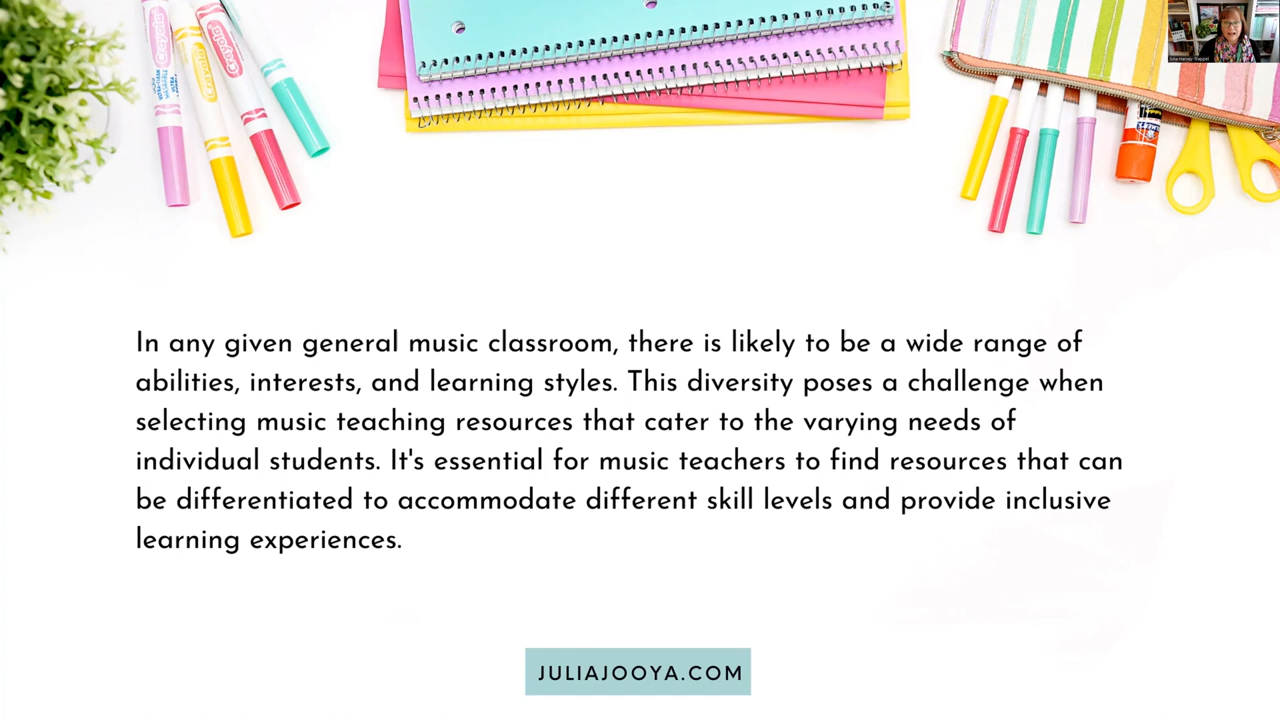 Crayola
Crayola
Crayola
In any given general music classroom, there is likely to be a wide range of
abilities, interests, and learning styles. This diversity poses a challenge when
selecting music teaching resources that cater to the varying needs of
individual students. It's essential for music teachers to find resources that can
be differentiated to accommodate different skill levels and provide inclusive
learning experiences.
JULIAJOOYA.COM